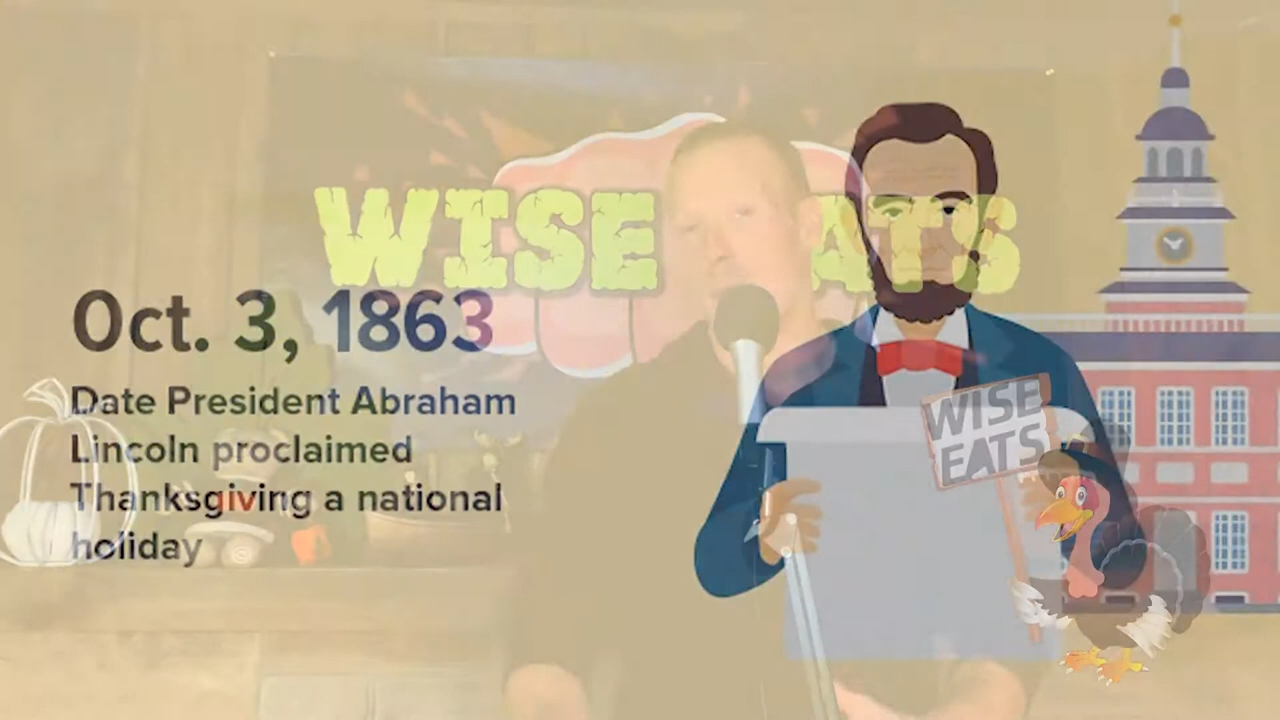 WISE EATS
Oct. 3, 1863
Date President Abraham
Lincoln proclaimed
Thanksgiving a national
holiday
WISE
EATS